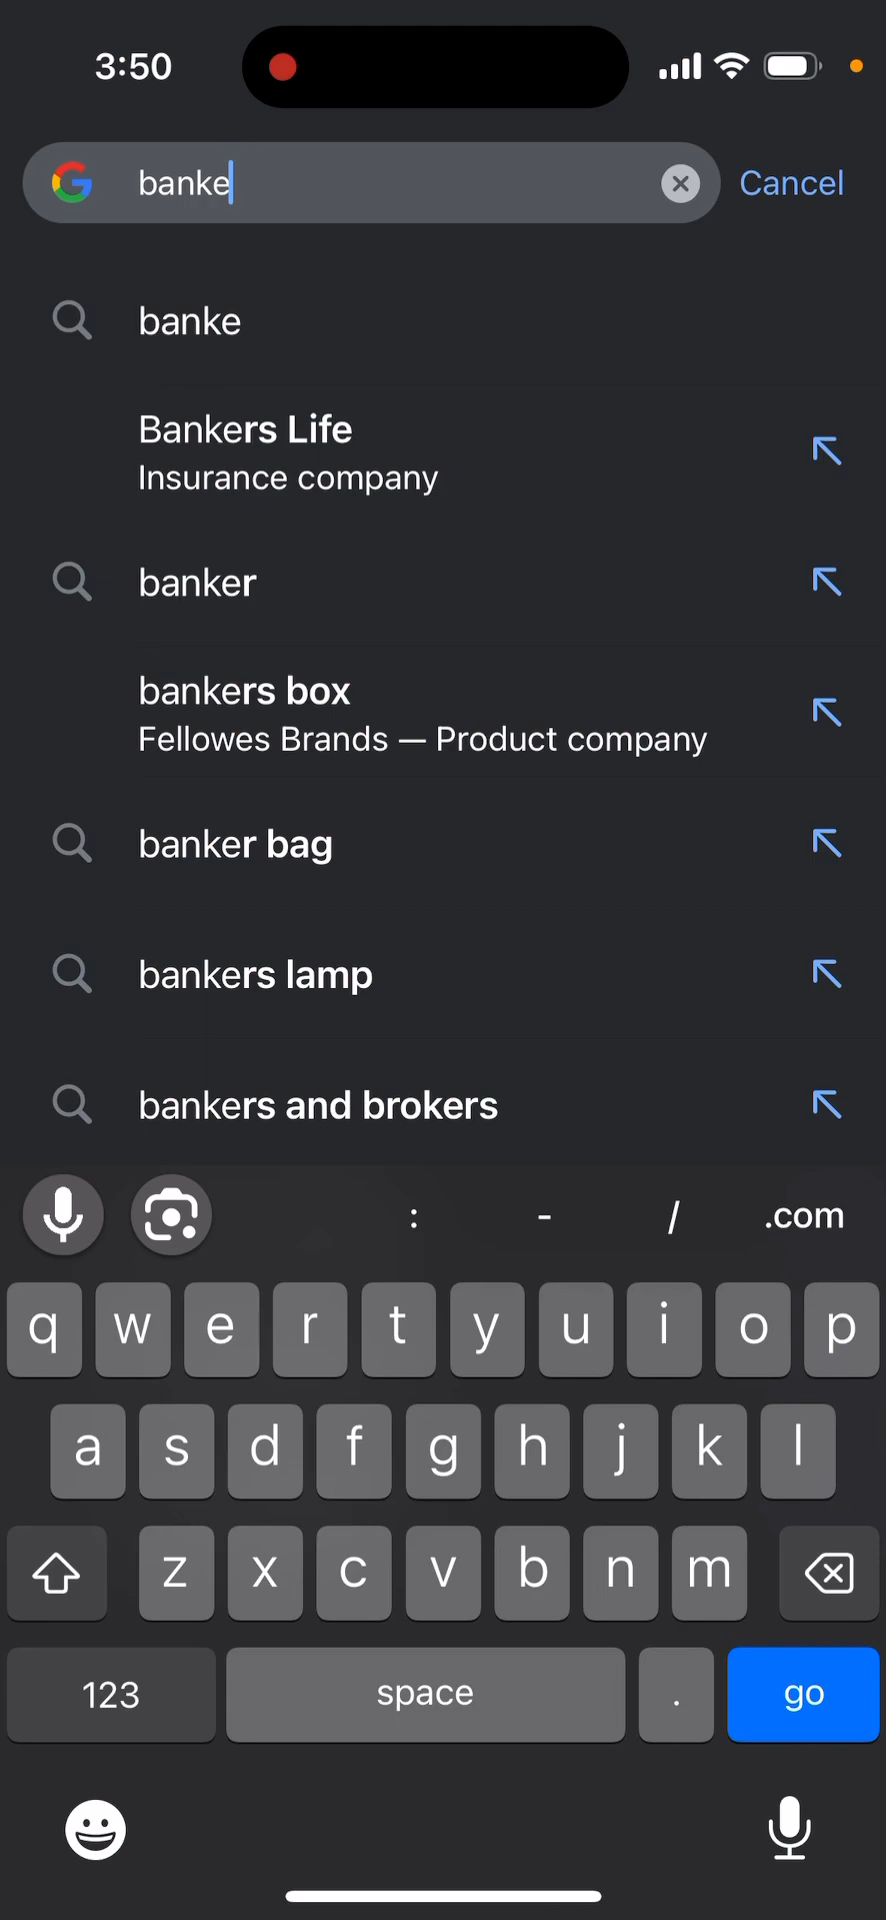 3:50
banke
Cancel
banke
Bankers Life
Insurance company
banker
bankers box
Fellowes Brands — Product company
banker bag
bankers lamp
bankers and brokers
: - / .com
q w e r t y u i o p
a s d f g h j k l
z x c v b n m
123 space . go